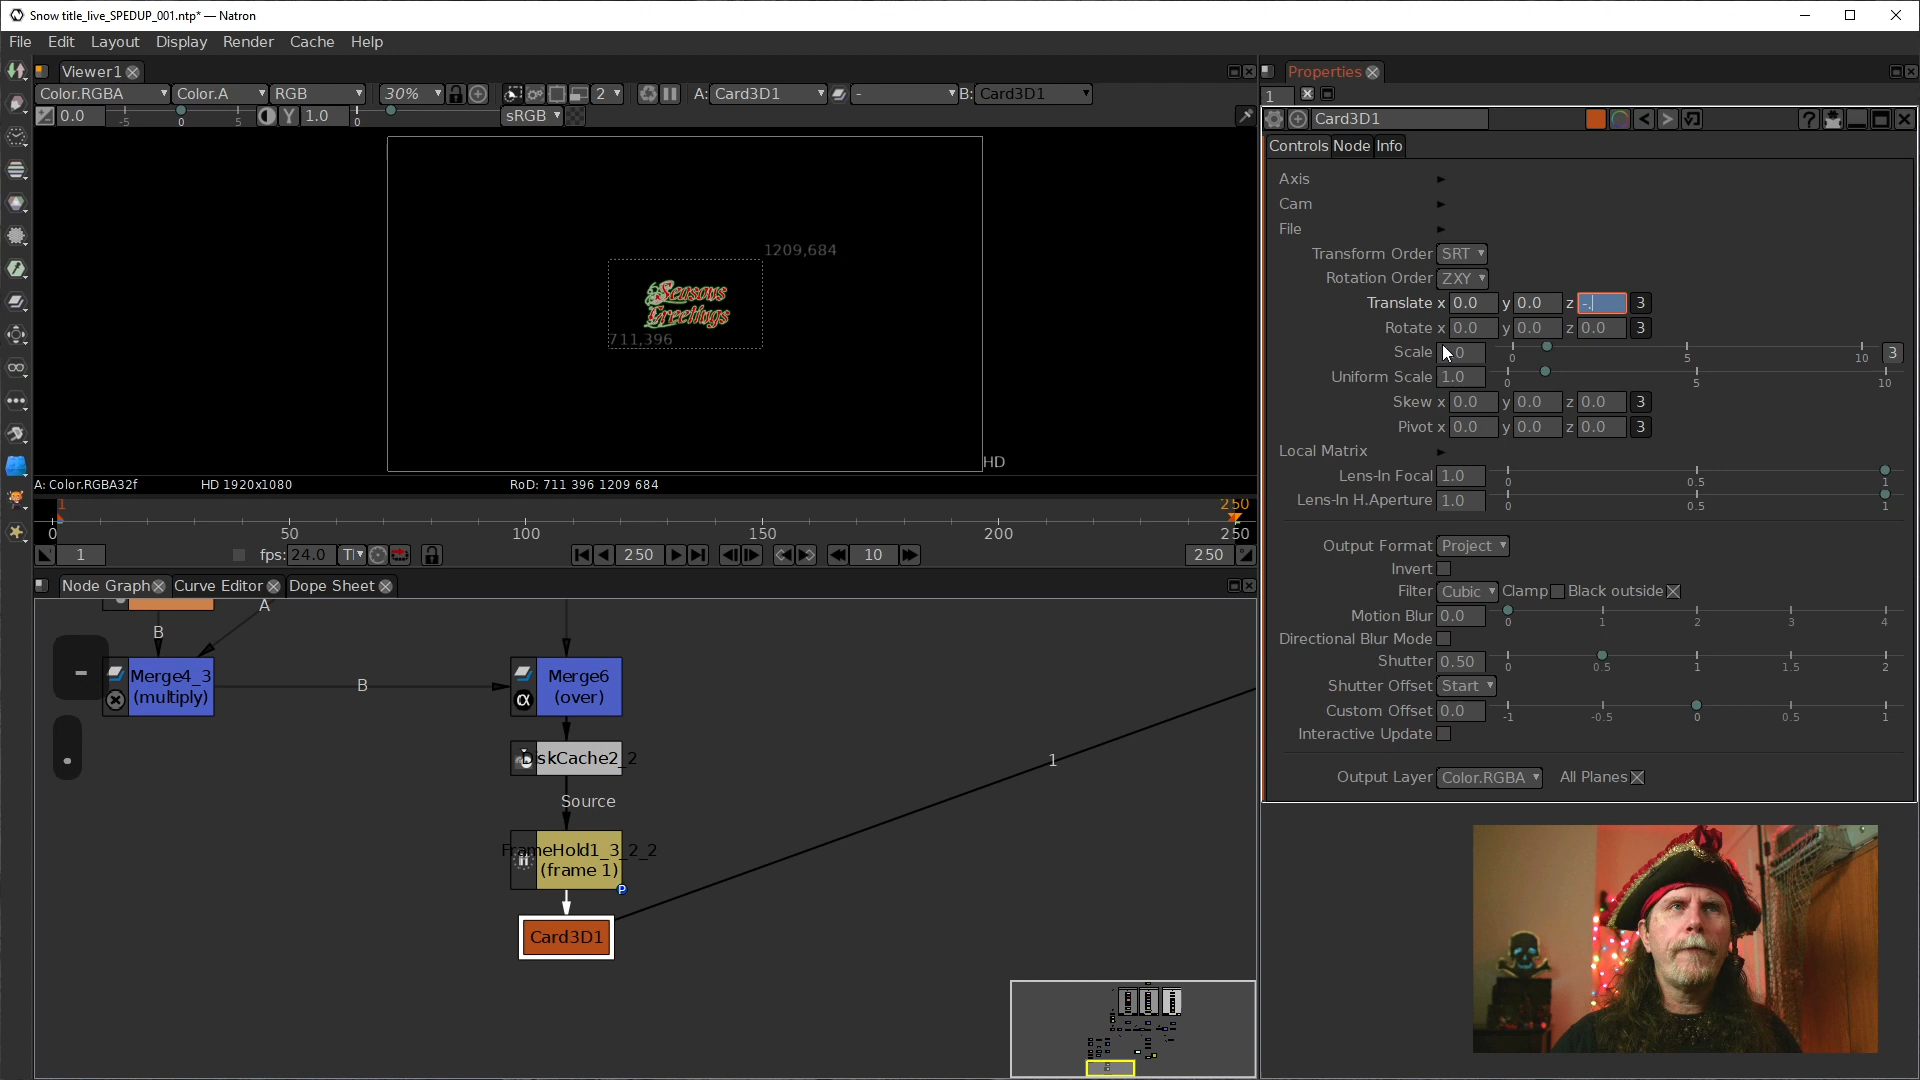 Snow title_live_SPEDUP_001.ntp* — Natron
File Edit Layout Display Render Cache Help
Viewer1
Color.RGBA Color.A RGB 30% 2 A: Card3D1 - B: Card3D1
0.0 -5 0 5 Y 1.0 0 sRGB
1209,684
Seasons
Greetings
711,396
HD
A: Color.RGBA32f HD 1920x1080 RoD: 711 396 1209 684
1 250
0 50 100 150 200 250
1 fps: 24.0 250 10 250
Node Graph Curve Editor Dope Sheet
A
B
Merge4_3
(multiply)
B
Merge6
(over)
DiskCache2_2
Source
FrameHold1_3_2_2
(frame 1)
P
Card3D1
1
-
.
Properties
1
Card3D1
?
Controls Node Info
Axis
Cam
File
Transform Order SRT
Rotation Order ZXY
Translate x 0.0 y 0.0 z -. 3
Rotate x 0.0 y 0.0 z 0.0 3
Scale 0 0 5 10 3
Uniform Scale 1.0 0 5 10
Skew x 0.0 y 0.0 z 0.0 3
Pivot x 0.0 y 0.0 z 0.0 3
Local Matrix
Lens-In Focal 1.0 0 0.5 1
Lens-In H.Aperture 1.0 0 0.5 1
Output Format Project
Invert
Filter Cubic Clamp Black outside
Motion Blur 0.0 0 1 2 3 4
Directional Blur Mode
Shutter 0.50 0 0.5 1 1.5 2
Shutter Offset Start
Custom Offset 0.0 -1 -0.5 0 0.5 1
Interactive Update
Output Layer Color.RGBA All Planes